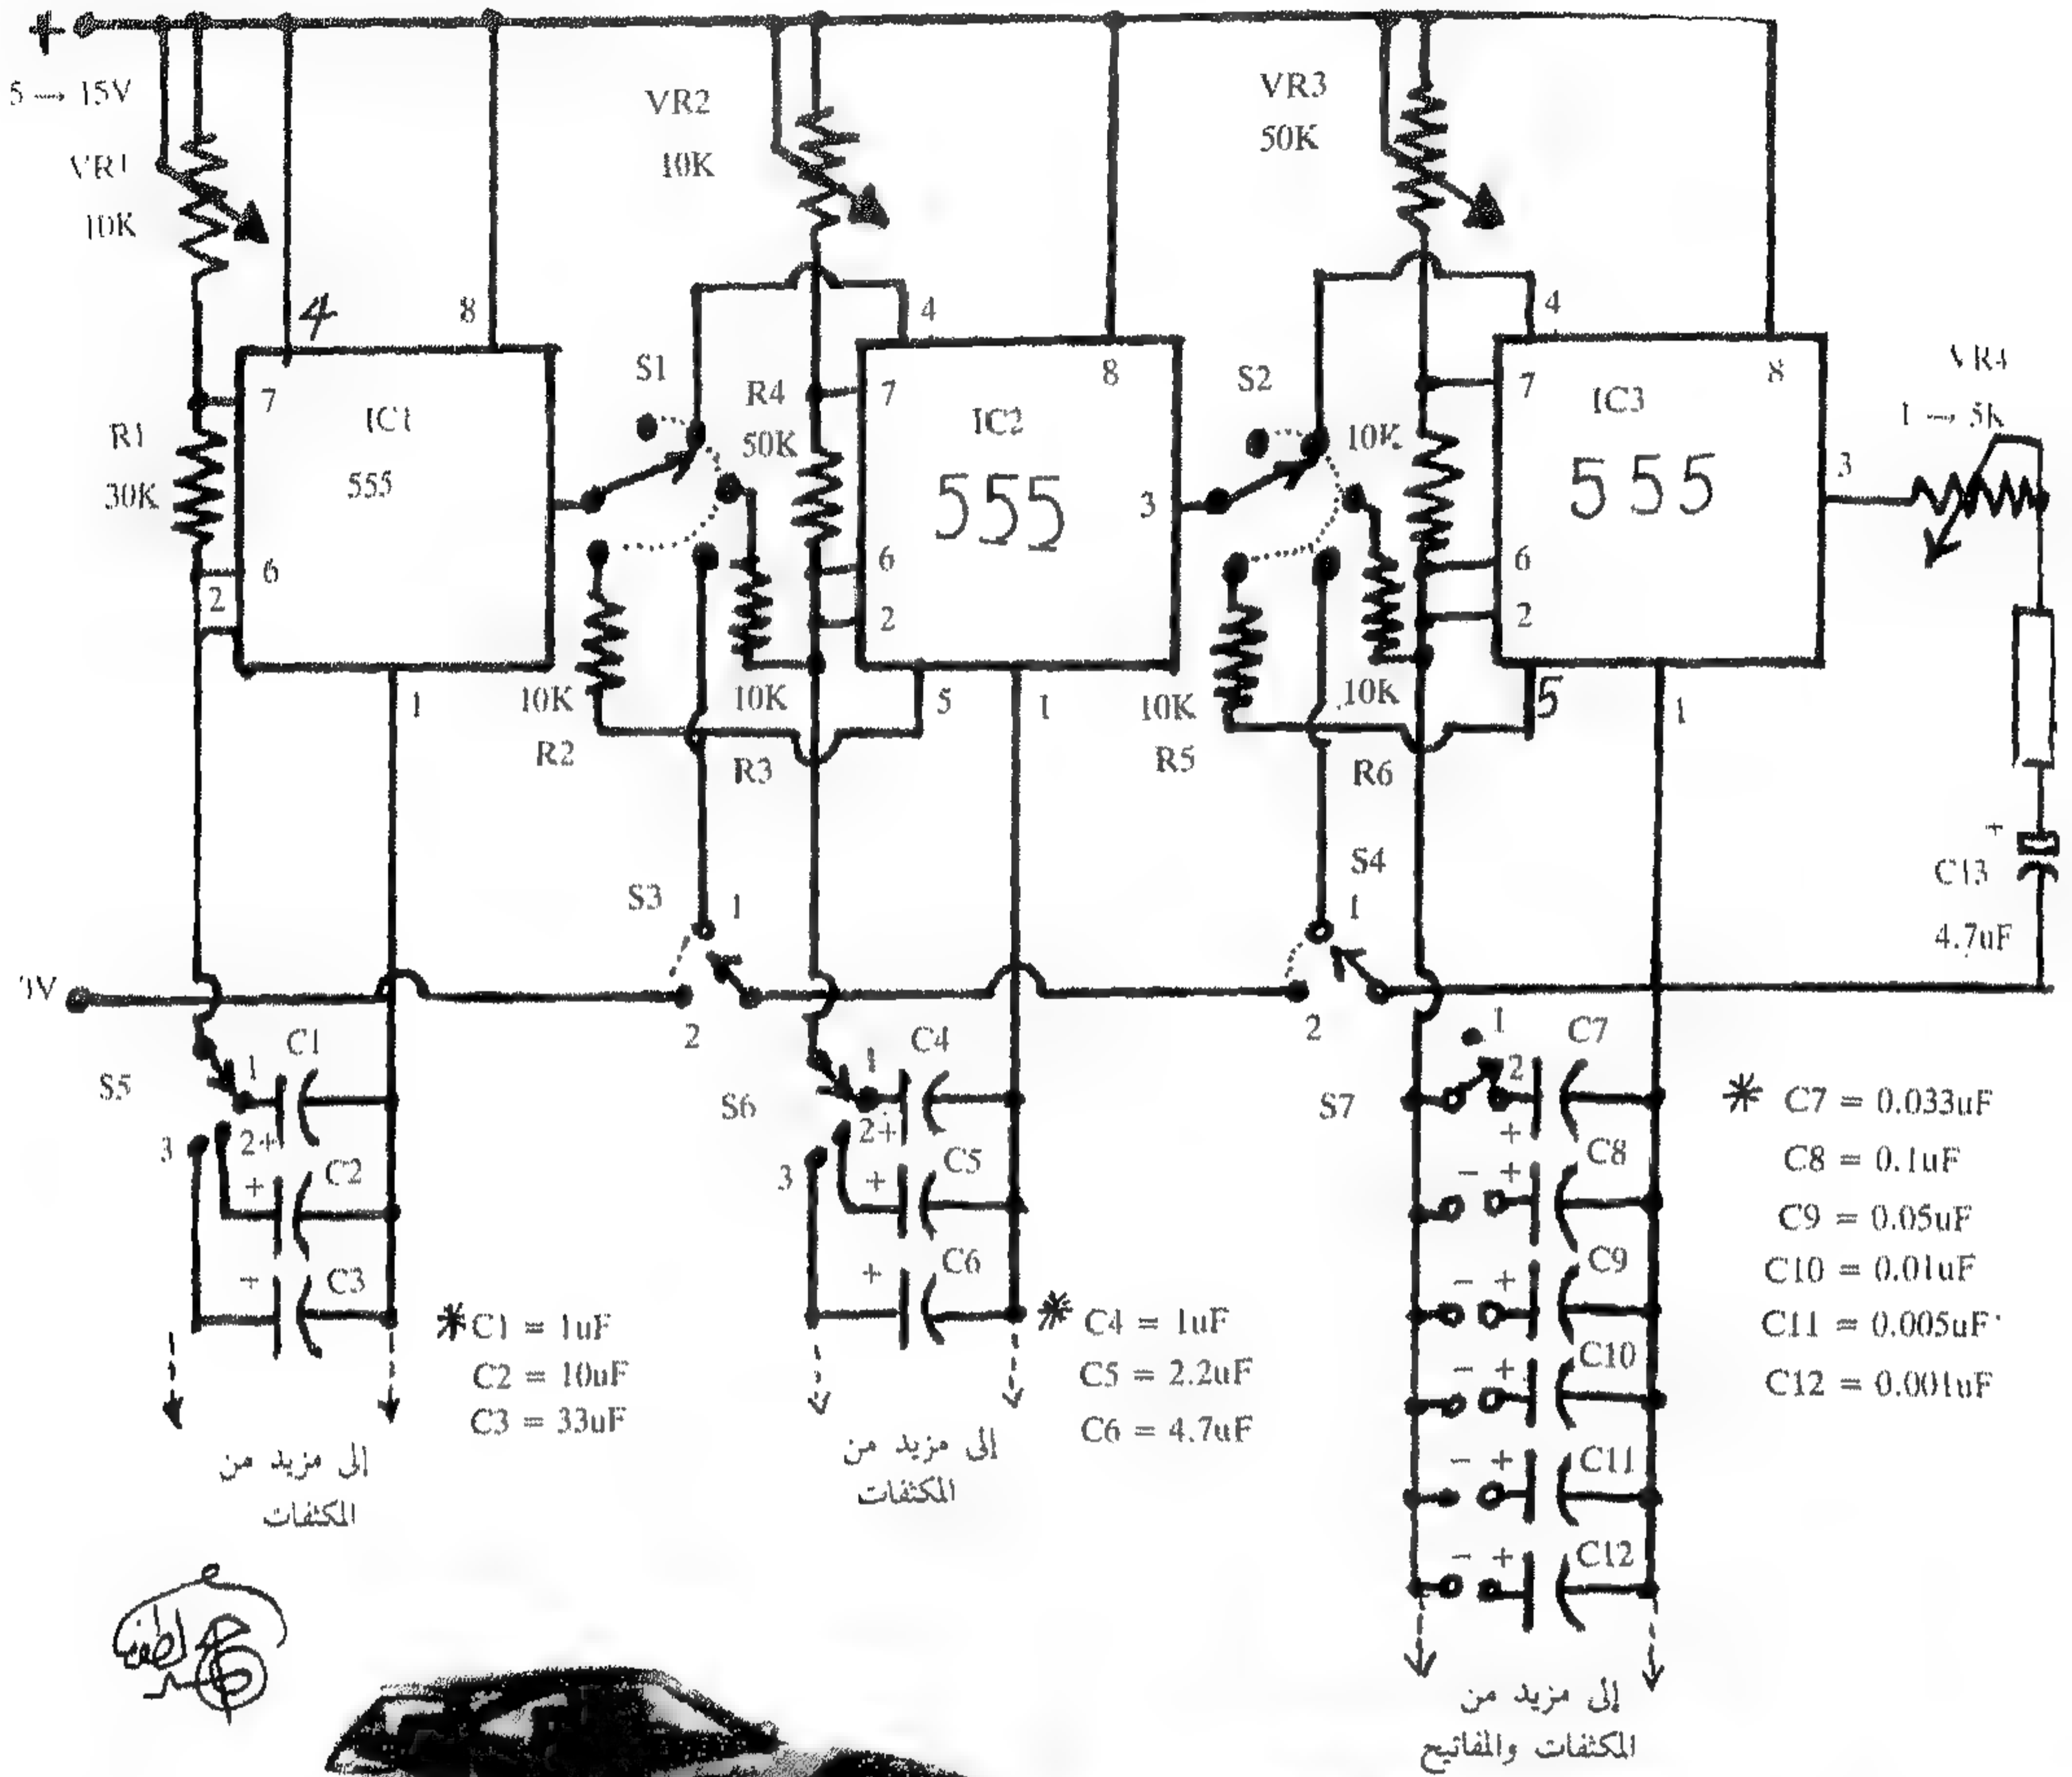 +
5 → 15V
VR1
10K
VR2
10K
VR3
50K
4
8
7
IC1
555
R1
30K
6
2
1
S1
R4
50K
4
8
7
IC2
555
3
6
2
5
1
10K
R2
10K
R3
S2
10K
4
8
7
IC3
555
3
6
2
5
1
VR4
1 → 5K
10K
R5
10K
R6
S3
1
2
S4
1
2
+
C13
4.7uF
S5
1
C1
2+
C2
3
+
+
C3
S6
1
C4
2+
C5
3
+
+
C6
S7
1
2
C7
+
C8
- +
C9
- +
C10
- +
C11
- +
C12
- +
* C1 = 1uF
C2 = 10uF
C3 = 33uF
* C4 = 1uF
C5 = 2.2uF
C6 = 4.7uF
* C7 = 0.033uF
C8 = 0.1uF
C9 = 0.05uF
C10 = 0.01uF
C11 = 0.005uF
C12 = 0.001uF
إلى مزيد من
المكثفات
إلى مزيد من
المكثفات
إلى مزيد من
المكثفات والمفاتيح